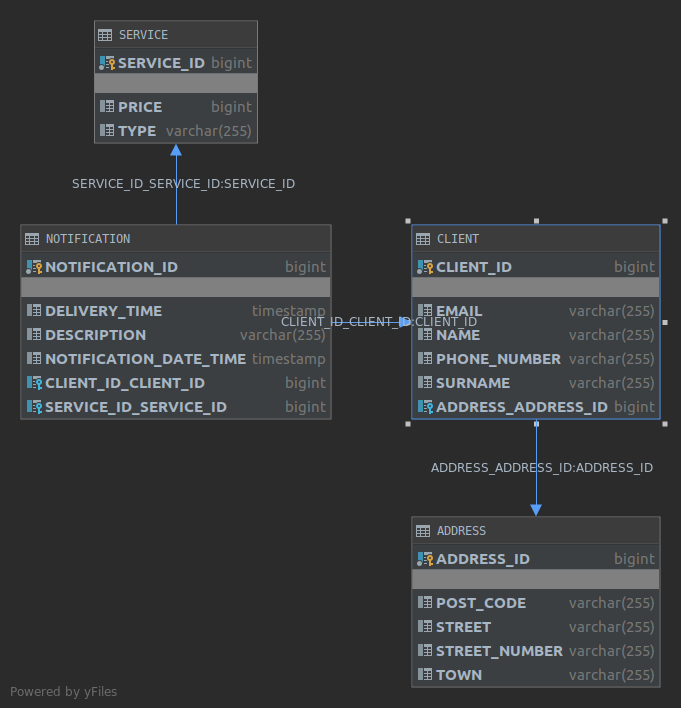 SERVICE
SERVICE_ID bigint
PRICE bigint
TYPE varchar(255)
SERVICE_ID_SERVICE_ID:SERVICE_ID
NOTIFICATION
NOTIFICATION_ID bigint
DELIVERY_TIME timestamp
DESCRIPTION varchar(255)
NOTIFICATION_DATE_TIME timestamp
CLIENT_ID_CLIENT_ID bigint
SERVICE_ID_SERVICE_ID bigint
CLIENT_ID_CLIENT_ID:CLIENT_ID
CLIENT
CLIENT_ID bigint
EMAIL varchar(255)
NAME varchar(255)
PHONE_NUMBER varchar(255)
SURNAME varchar(255)
ADDRESS_ADDRESS_ID bigint
ADDRESS_ADDRESS_ID:ADDRESS_ID
ADDRESS
ADDRESS_ID bigint
POST_CODE varchar(255)
STREET varchar(255)
STREET_NUMBER varchar(255)
TOWN varchar(255)
Powered by yFiles